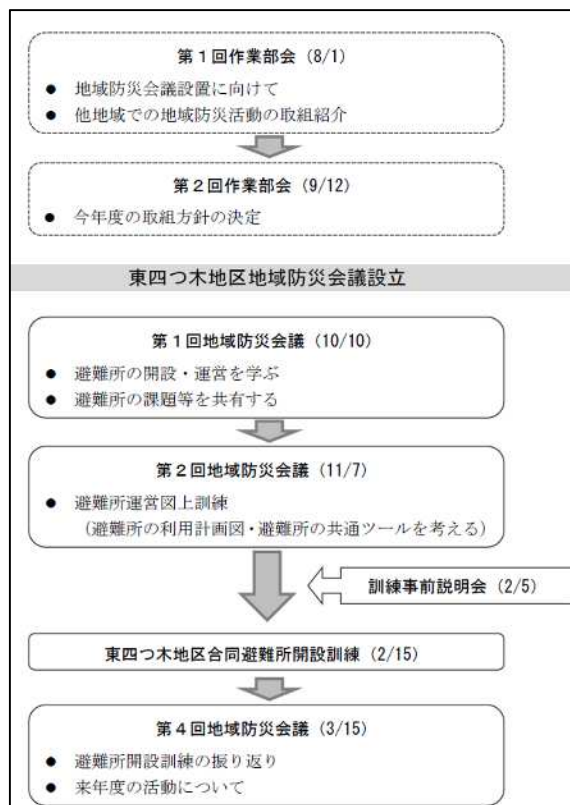 第１回作業部会（8/1）
● 地域防災会議設置に向けて
● 他地域での地域防災活動の取組紹介
第２回作業部会（9/12）
● 今年度の取組方針の決定
東四つ木地区地域防災会議設立
第１回地域防災会議（10/10）
● 避難所の開設・運営を学ぶ
● 避難所の課題等を共有する
第２回地域防災会議（11/7）
● 避難所運営図上訓練
（避難所の利用計画図・避難所の共通ツールを考える）
訓練事前説明会（2/5）
東四つ木地区合同避難所開設訓練（2/15）
第４回地域防災会議（3/15）
● 避難所開設訓練の振り返り
● 来年度の活動について